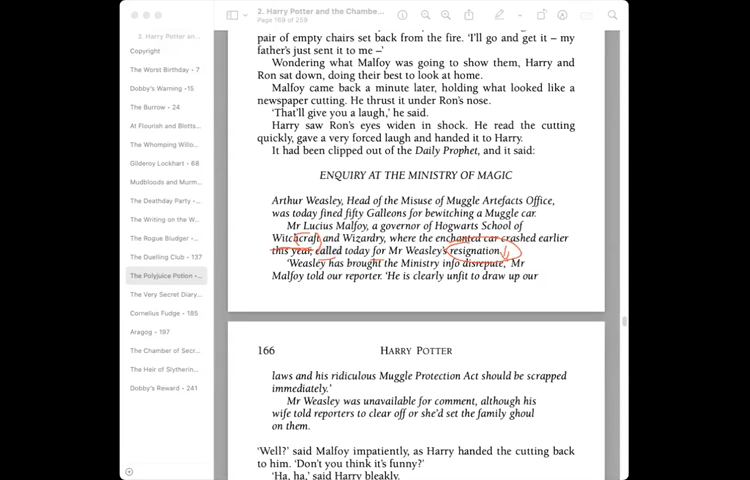 2. Harry Potter and the Chambe...
Page 169 of 259
2. Harry Potter an...
Copyright
The Worst Birthday • 7
Dobby's Warning • 15
The Burrow • 24
At Flourish and Blotts...
The Whomping Willo...
Gilderoy Lockhart • 68
Mudbloods and Murm...
The Deathday Party •...
The Writing on the W...
The Rogue Bludger •...
The Duelling Club • 137
The Polyjuice Potion •...
The Very Secret Diary...
Cornelius Fudge • 185
Aragog • 197
The Chamber of Secr...
The Heir of Slytherin...
Dobby's Reward • 241
pair of empty chairs set back from the fire. 'I'll go and get it – my
father's just sent it to me –'
Wondering what Malfoy was going to show them, Harry and
Ron sat down, doing their best to look at home.
Malfoy came back a minute later, holding what looked like a
newspaper cutting. He thrust it under Ron's nose.
'That'll give you a laugh,' he said.
Harry saw Ron's eyes widen in shock. He read the cutting
quickly, gave a very forced laugh and handed it to Harry.
It had been clipped out of the Daily Prophet, and it said:
ENQUIRY AT THE MINISTRY OF MAGIC
Arthur Weasley, Head of the Misuse of Muggle Artefacts Office,
was today fined fifty Galleons for bewitching a Muggle car.
Mr Lucius Malfoy, a governor of Hogwarts School of
Witchcraft and Wizardry, where the enchanted car crashed earlier
this year, called today for Mr Weasley's resignation.
'Weasley has brought the Ministry into disrepute,' Mr
Malfoy told our reporter. 'He is clearly unfit to draw up our
166
HARRY POTTER
laws and his ridiculous Muggle Protection Act should be scrapped
immediately.'
Mr Weasley was unavailable for comment, although his
wife told reporters to clear off or she'd set the family ghoul
on them.
'Well?' said Malfoy impatiently, as Harry handed the cutting back
to him. 'Don't you think it's funny?'
'Ha, ha,' said Harry bleakly.